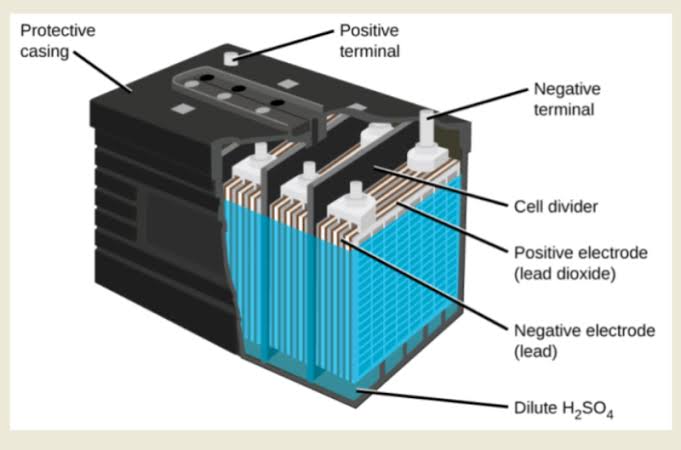 Protective
casing
Positive
terminal
Negative
terminal
Cell divider
Positive electrode
(lead dioxide)
Negative electrode
(lead)
Dilute H₂SO₄